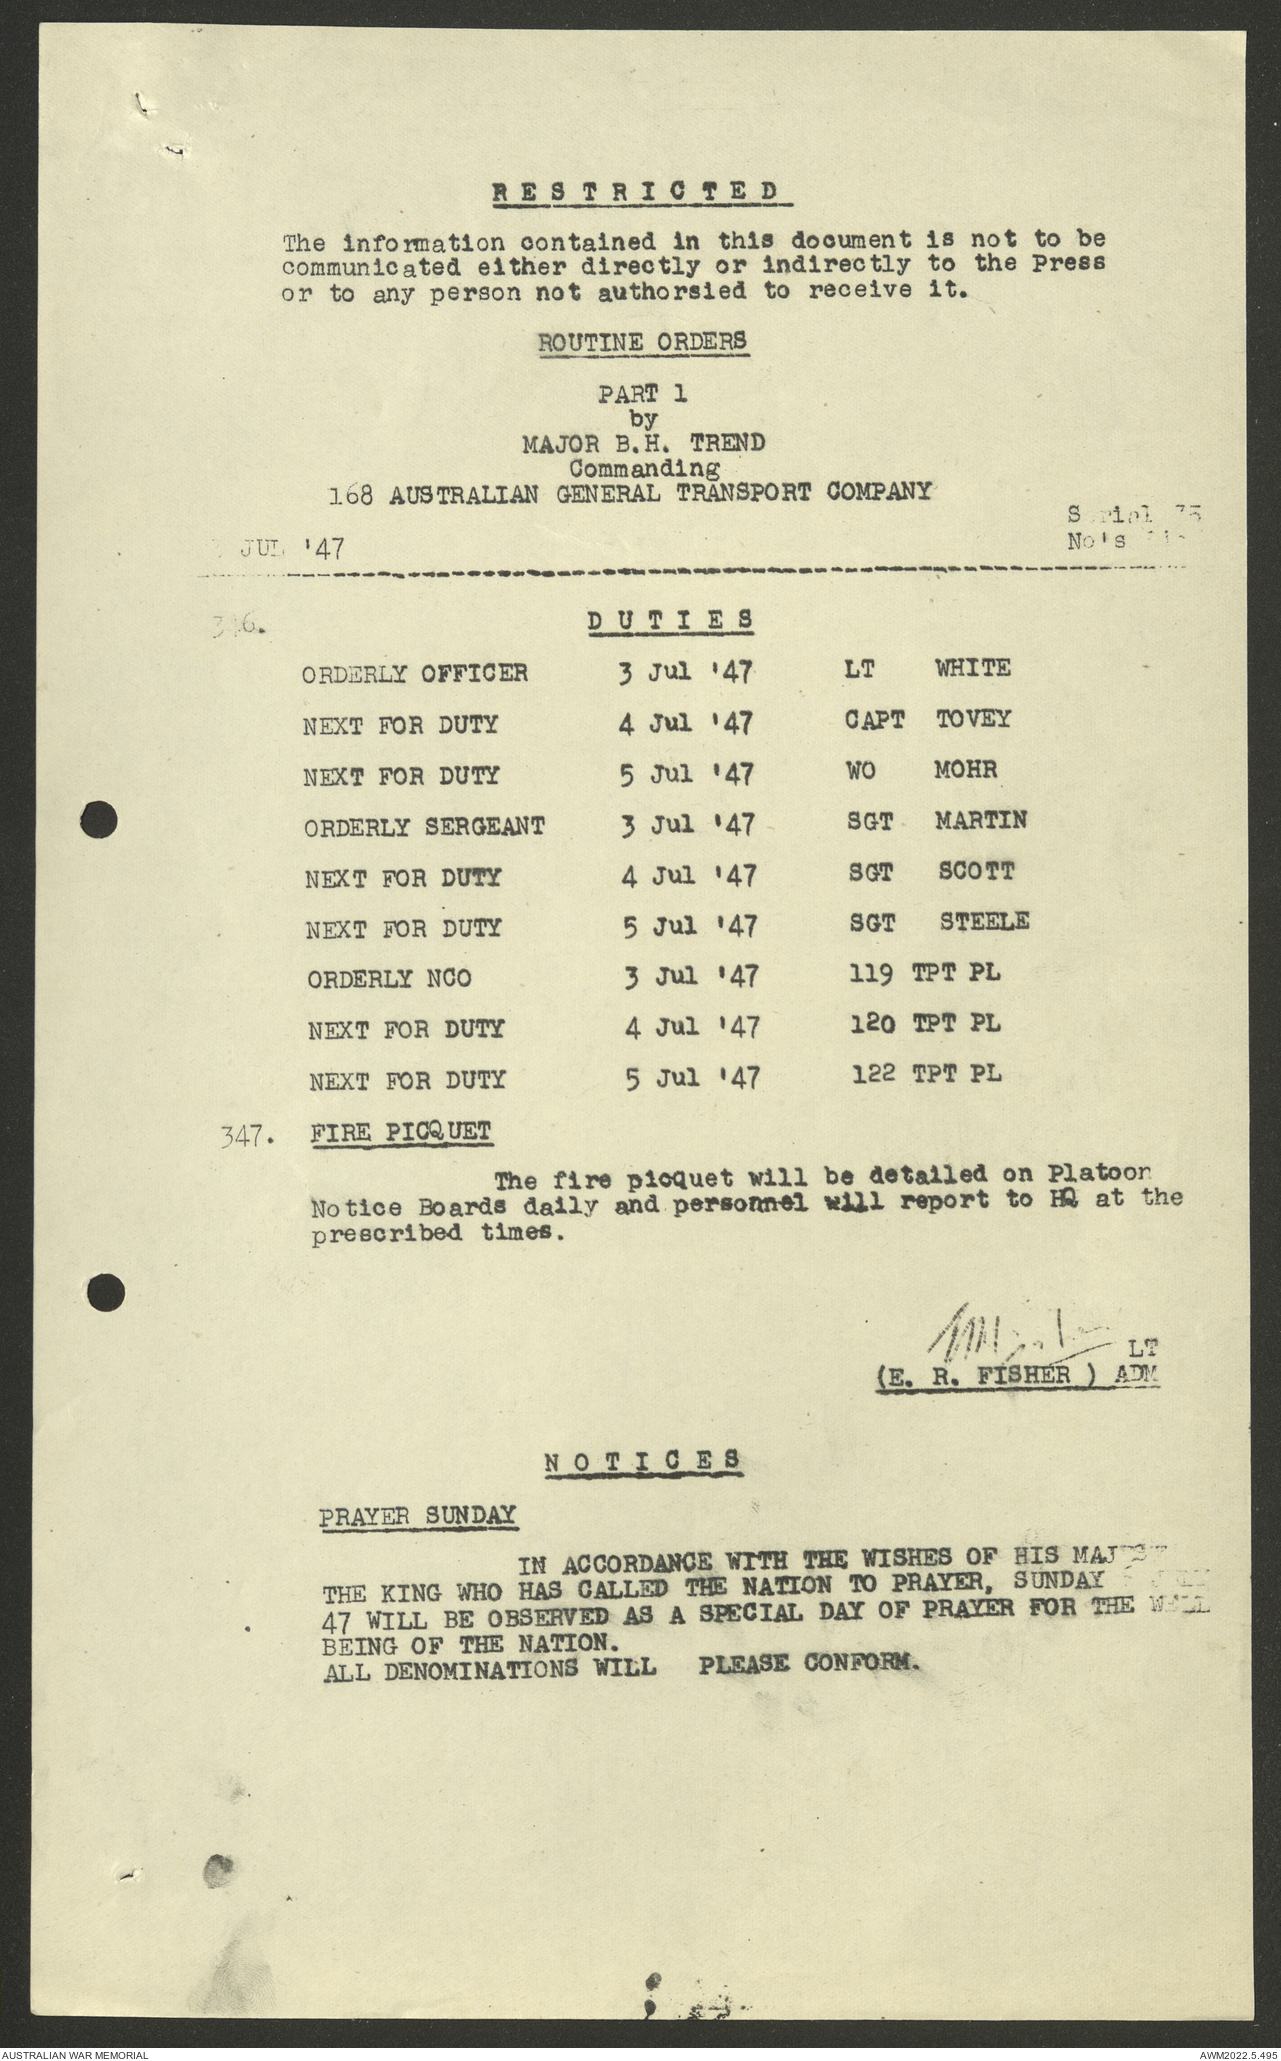 RESTRICTED
The information contained in this document is not to be
communicated either directly or indirectly to the Press
or to any person not authorsied to receive it.
ROUTINE ORDERS
PART 1
by
MAJOR B.H. TREND
Commanding
168 AUSTRALIAN GENERAL TRANSPORT COMPANY
Serial
JUL '47 No's
346. DUTIES
ORDERLY OFFICER 3 Jul '47 LT WHITE
NEXT FOR DUTY 4 Jul '47 CAPT TOVEY
NEXT FOR DUTY 5 Jul '47 WO MOHR
ORDERLY SERGEANT 3 Jul '47 SGT MARTIN
NEXT FOR DUTY 4 Jul '47 SGT SCOTT
NEXT FOR DUTY 5 Jul '47 SGT STEELE
ORDERLY NCO 3 Jul '47 119 TPT PL
NEXT FOR DUTY 4 Jul '47 120 TPT PL
NEXT FOR DUTY 5 Jul '47 122 TPT PL
347. FIRE PICQUET
The fire picquet will be detailed on Platoon
Notice Boards daily and personnel will report to HQ at the
prescribed times.
LT
(E. R. FISHER ) ADM
NOTICES
PRAYER SUNDAY
IN ACCORDANCE WITH THE WISHES OF HIS
THE KING WHO HAS CALLED THE NATION TO PRAYER, SUNDAY
47 WILL BE OBSERVED AS A SPECIAL DAY OF PRAYER FOR THE WELL
BEING OF THE NATION.
ALL DENOMINATIONS WILL PLEASE CONFORM.
AUSTRALIAN WAR MEMORIAL AWM2022.5.495